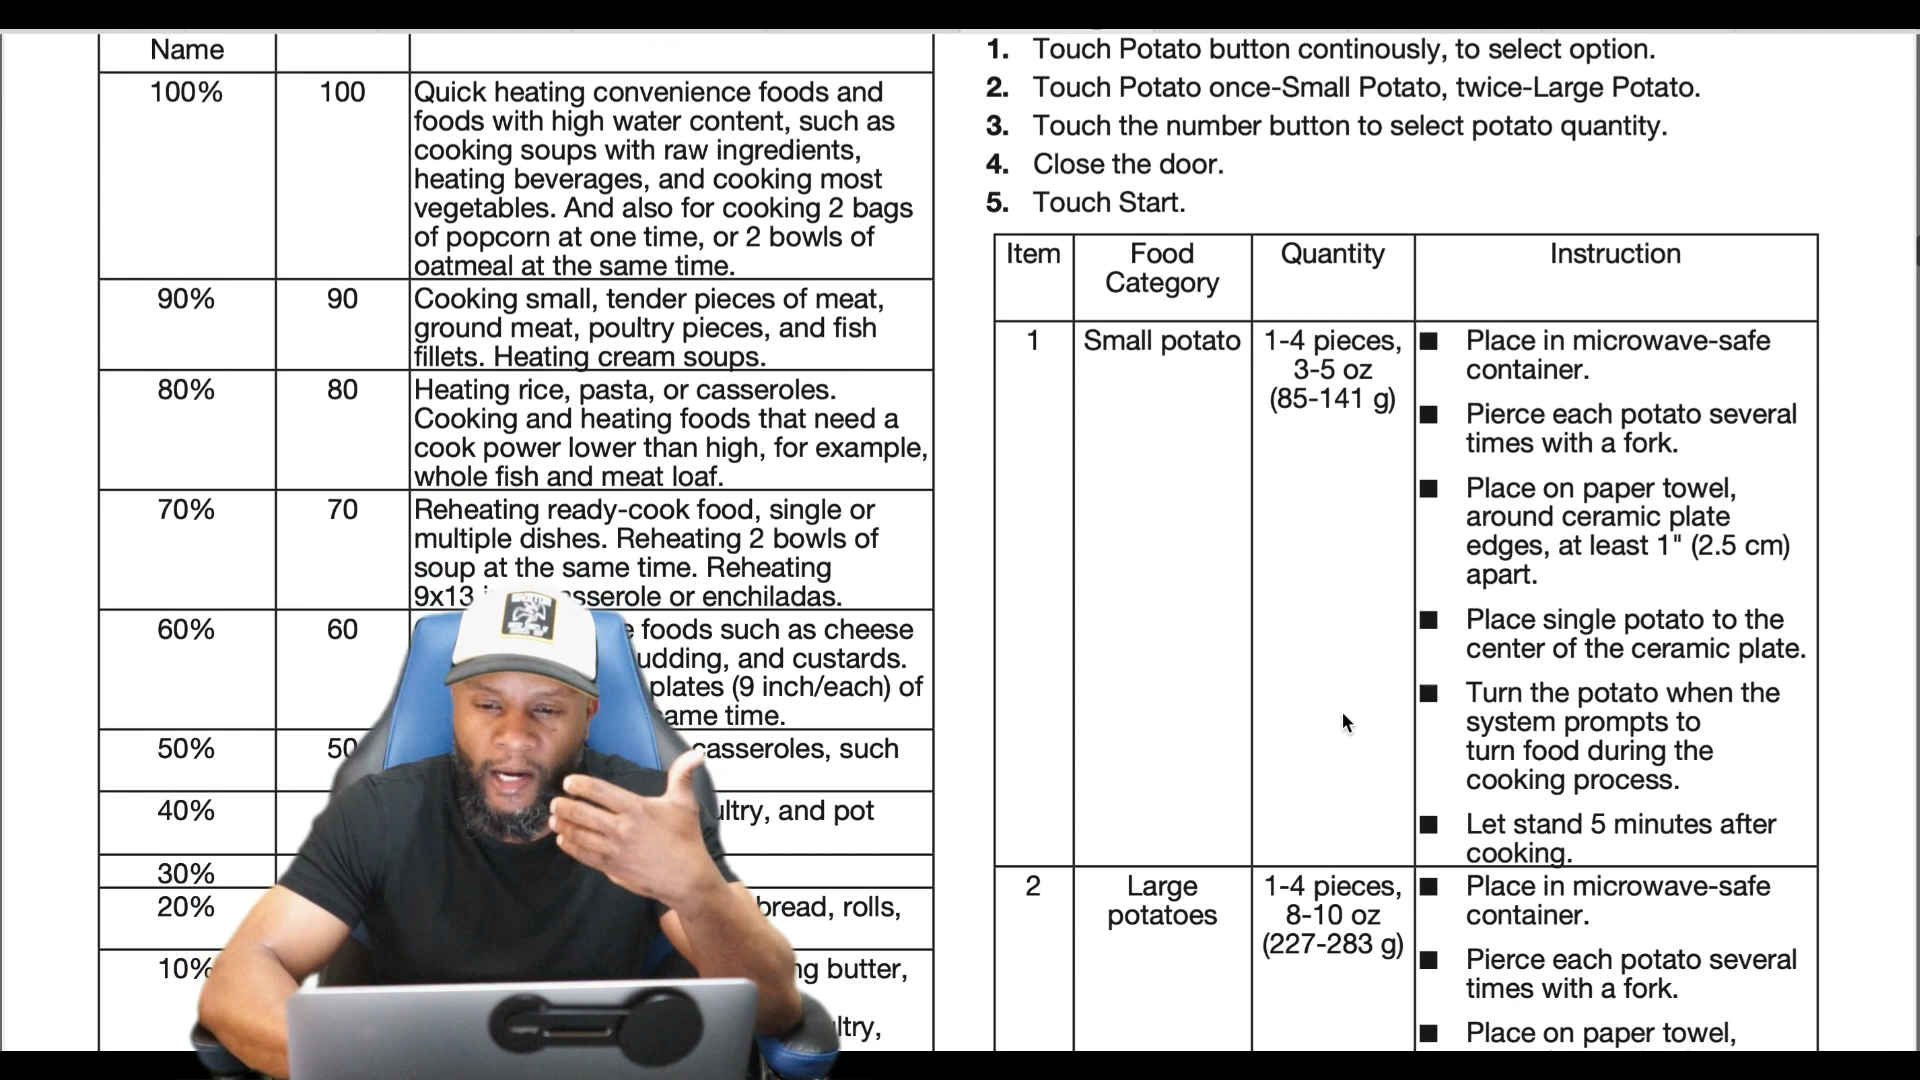 Name
100%
100
Quick heating convenience foods and
foods with high water content, such as
cooking soups with raw ingredients,
heating beverages, and cooking most
vegetables. And also for cooking 2 bags
of popcorn at one time, or 2 bowls of
oatmeal at the same time.
90%
90
Cooking small, tender pieces of meat,
ground meat, poultry pieces, and fish
fillets. Heating cream soups.
80%
80
Heating rice, pasta, or casseroles.
Cooking and heating foods that need a
cook power lower than high, for example,
whole fish and meat loaf.
70%
70
Reheating ready-cook food, single or
multiple dishes. Reheating 2 bowls of
soup at the same time. Reheating
9x13 sserole or enchiladas.
60%
60
foods such as cheese
udding, and custards.
plates (9 inch/each) of
ame time.
50%
50
casseroles, such
40%
ultry, and pot
30%
20%
bread, rolls,
10%
ng butter,
ltry,
1. Touch Potato button continously, to select option.
2. Touch Potato once-Small Potato, twice-Large Potato.
3. Touch the number button to select potato quantity.
4. Close the door.
5. Touch Start.
Item
Food
Category
Quantity
Instruction
1
Small potato
1-4 pieces,
3-5 oz
(85-141 g)
■ Place in microwave-safe
container.
■ Pierce each potato several
times with a fork.
■ Place on paper towel,
around ceramic plate
edges, at least 1" (2.5 cm)
apart.
■ Place single potato to the
center of the ceramic plate.
■ Turn the potato when the
system prompts to
turn food during the
cooking process.
■ Let stand 5 minutes after
cooking.
2
Large
potatoes
1-4 pieces,
8-10 oz
(227-283 g)
■ Place in microwave-safe
container.
■ Pierce each potato several
times with a fork.
■ Place on paper towel,